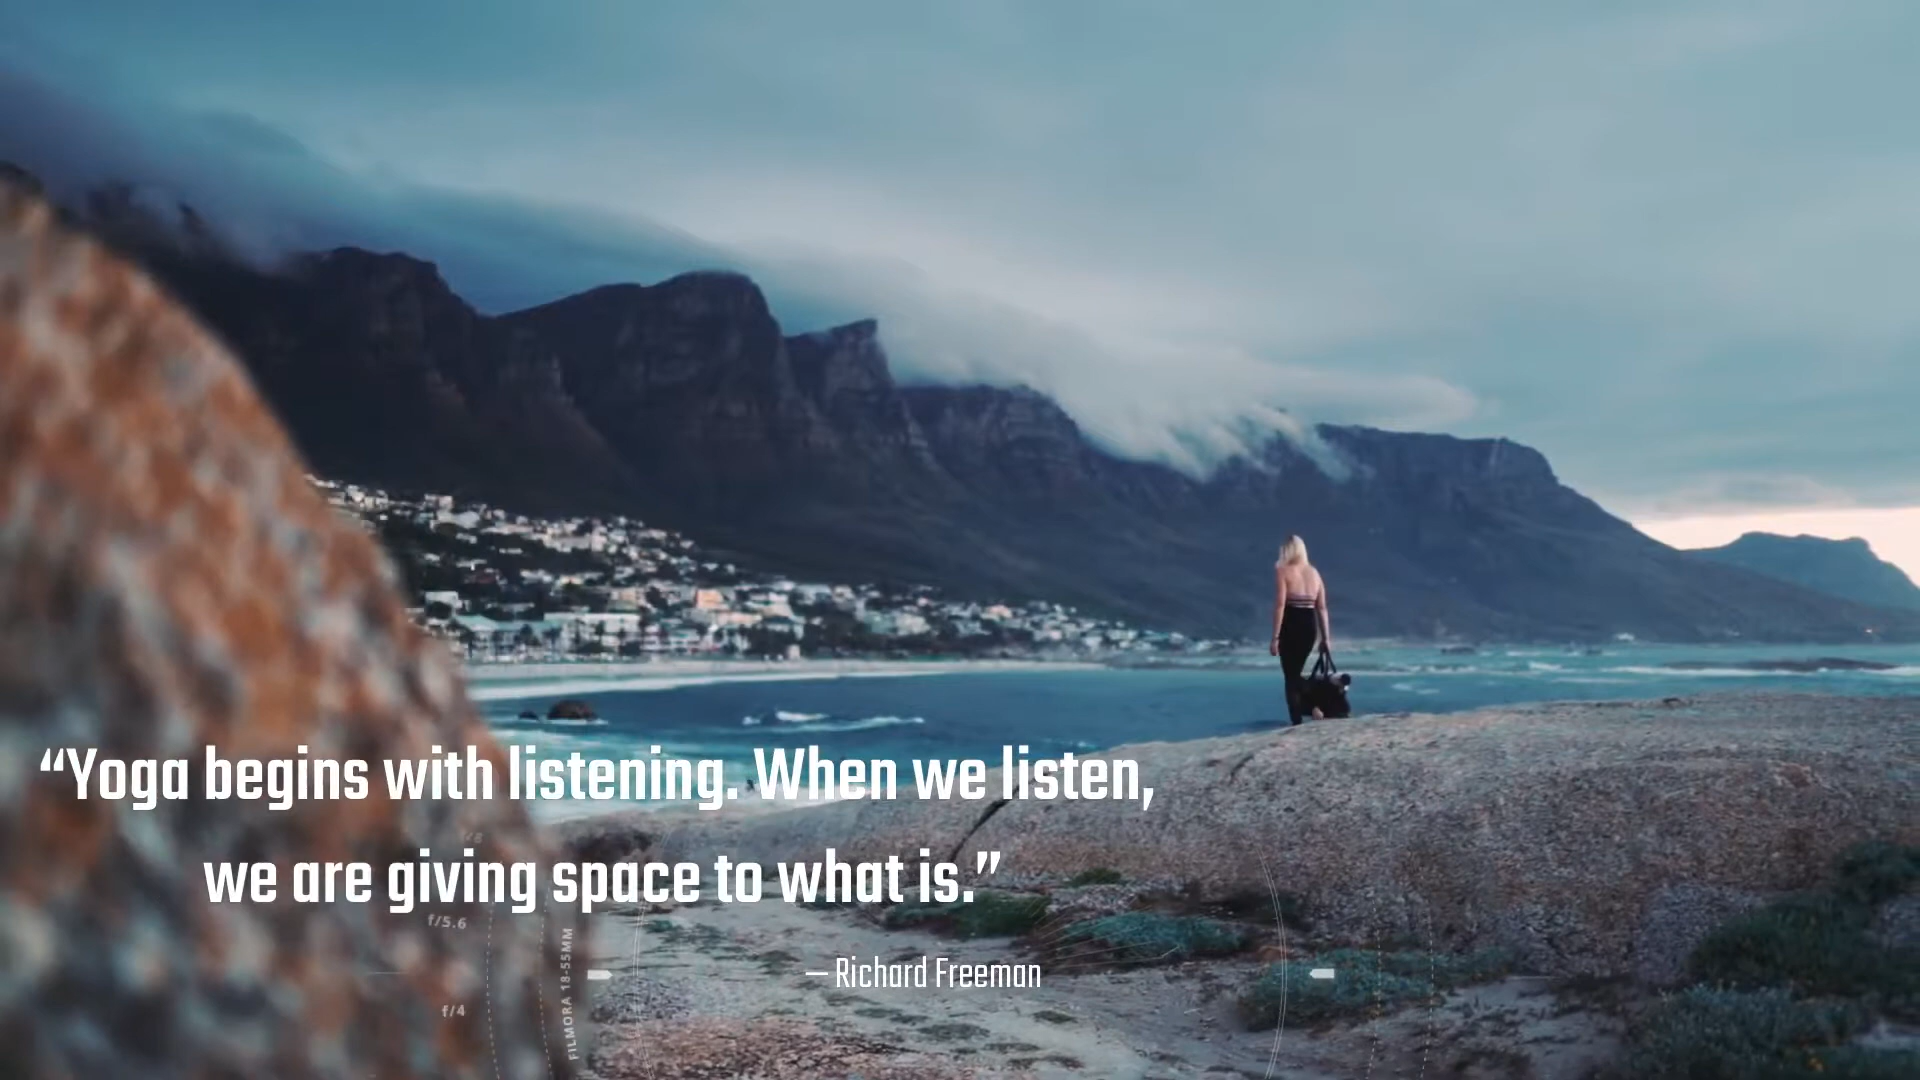 “Yoga begins with listening. When we listen,
we are giving space to what is.”
— Richard Freeman
f/8
f/5.6
f/4
FILMORA 18-55MM